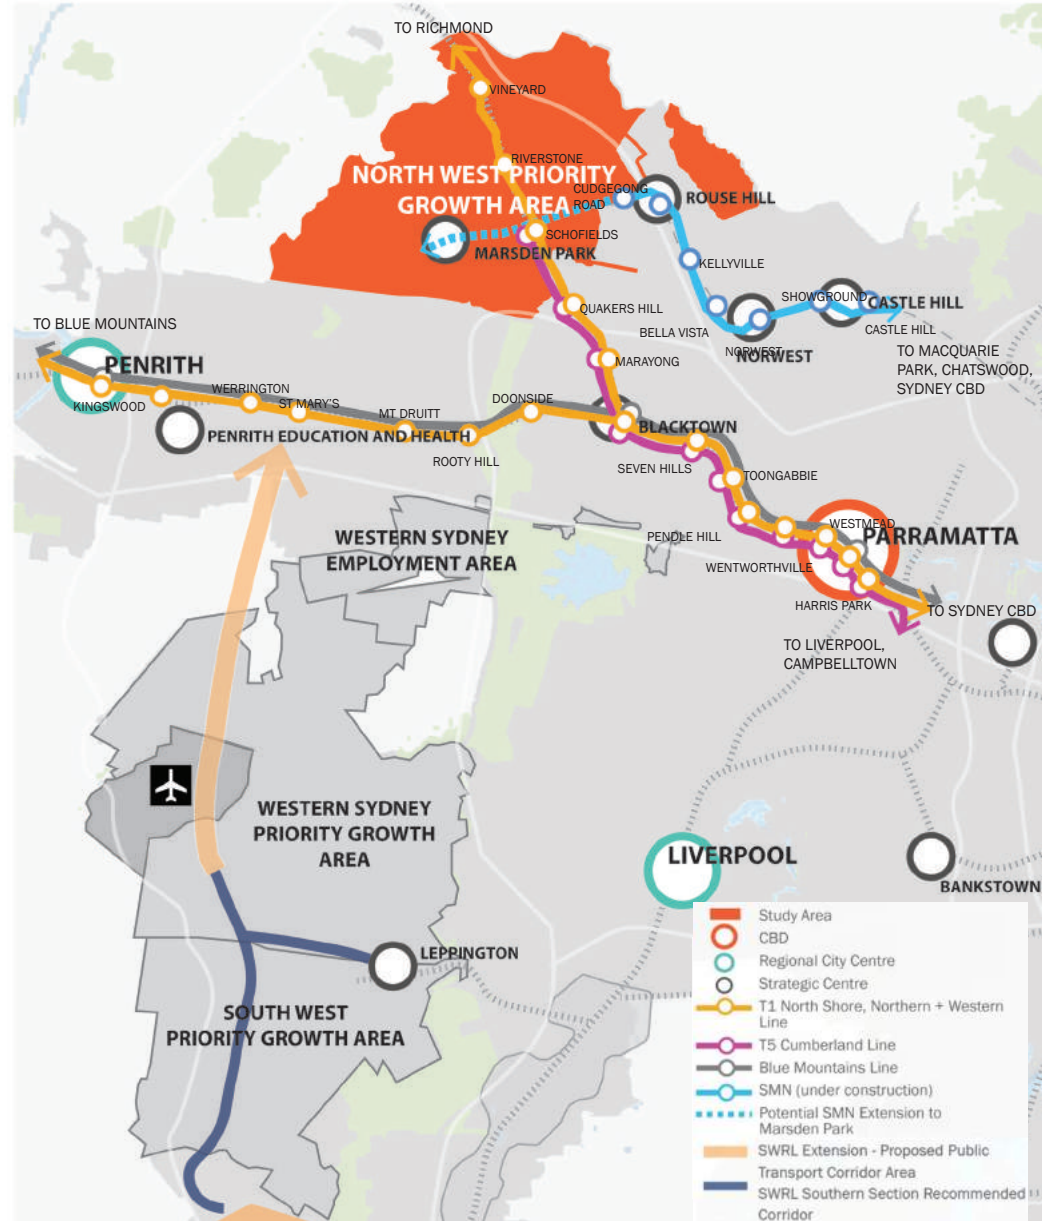 TO RICHMOND
VINEYARD
RIVERSTONE
NORTH WEST PRIORITY
GROWTH AREA
CUDGEGONG
ROAD
ROUSE HILL
SCHOFIELDS
MARSDEN PARK
KELLYVILLE
QUAKERS HILL
SHOWGROUND
CASTLE HILL
CASTLE HILL
BELLA VISTA
NORWEST
NORWEST
TO MACQUARIE
PARK, CHATSWOOD,
SYDNEY CBD
TO BLUE MOUNTAINS
PENRITH
MARAYONG
KINGSWOOD
WERRINGTON
ST MARY'S
MT DRUITT
DOONSIDE
PENRITH EDUCATION AND HEALTH
ROOTY HILL
BLACKTOWN
SEVEN HILLS
TOONGABBIE
PENDLE HILL
WESTMEAD
PARRAMATTA
WENTWORTHVILLE
HARRIS PARK
TO SYDNEY CBD
TO LIVERPOOL,
CAMPBELLTOWN
WESTERN SYDNEY
EMPLOYMENT AREA
WESTERN SYDNEY
PRIORITY GROWTH
AREA
LIVERPOOL
BANKSTOWN
LEPPINGTON
SOUTH WEST
PRIORITY GROWTH AREA
Study Area
CBD
Regional City Centre
Strategic Centre
T1 North Shore, Northern + Western
Line
T5 Cumberland Line
Blue Mountains Line
SMN (under construction)
Potential SMN Extension to
Marsden Park
SWRL Extension - Proposed Public
Transport Corridor Area
SWRL Southern Section Recommended
Corridor